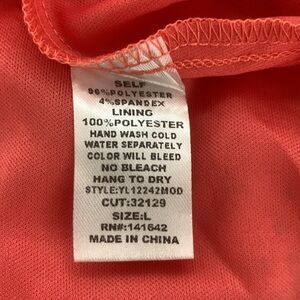 SELF
96%POLYESTER
4%SPANDEX
LINING
100%POLYESTER
HAND WASH COLD
WATER SEPARATELY
COLOR WILL BLEED
NO BLEACH
HANG TO DRY
STYLE:YL12242MOD
CUT:32129
SIZE:L
RN#:141642
MADE IN CHINA